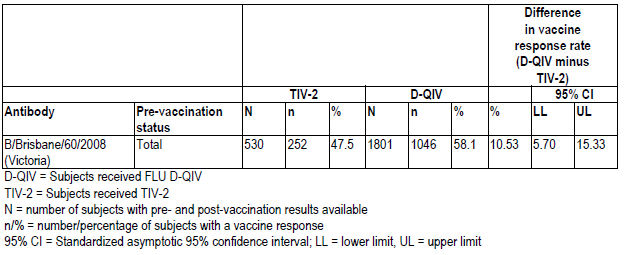 Difference
in vaccine
response rate
(D-QIV minus
TIV-2)
TIV-2 D-QIV 95% CI
Antibody Pre-vaccination status N n % N n % % LL UL
B/Brisbane/60/2008 (Victoria) Total 530 252 47.5 1801 1046 58.1 10.53 5.70 15.33
D-QIV = Subjects received FLU D-QIV
TIV-2 = Subjects received TIV-2
N = number of subjects with pre- and post-vaccination results available
n/% = number/percentage of subjects with a vaccine response
95% CI = Standardized asymptotic 95% confidence interval; LL = lower limit, UL = upper limit